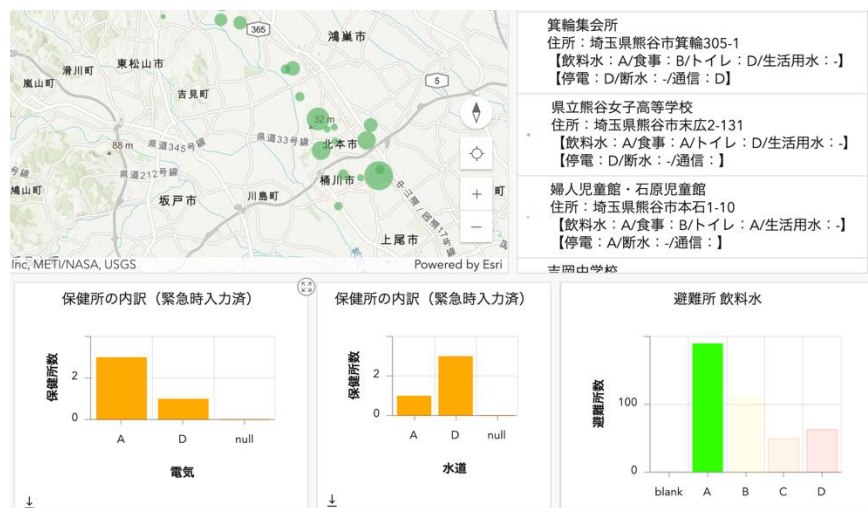 365
鴻巣市
東松山市
滑川町
嵐山町
5
吉見町
32 m
88 m
県道345号線
県道33号線
北本市
県道212号線
桶川市
鳩山町
川島町
坂戸市
上尾市
Inc, METI/NASA, USGS
Powered by Esri
箕輪集会所
住所：埼玉県熊谷市箕輪305-1
【飲料水：A/食事：B/トイレ：D/生活用水：-】
【停電：D/断水：-/通信：D】
県立熊谷女子高等学校
住所：埼玉県熊谷市末広2-131
【飲料水：A/食事：A/トイレ：D/生活用水：-】
【停電：D/断水：-/通信：】
婦人児童館・石原児童館
住所：埼玉県熊谷市本石1-10
【飲料水：A/食事：B/トイレ：A/生活用水：-】
【停電：A/断水：-/通信：】
吉岡中学校
保健所の内訳（緊急時入力済）
保健所数
2
0
A
D
null
電気
保健所の内訳（緊急時入力済）
保健所数
2
0
A
D
null
水道
避難所 飲料水
避難所数
100
0
blank
A
B
C
D